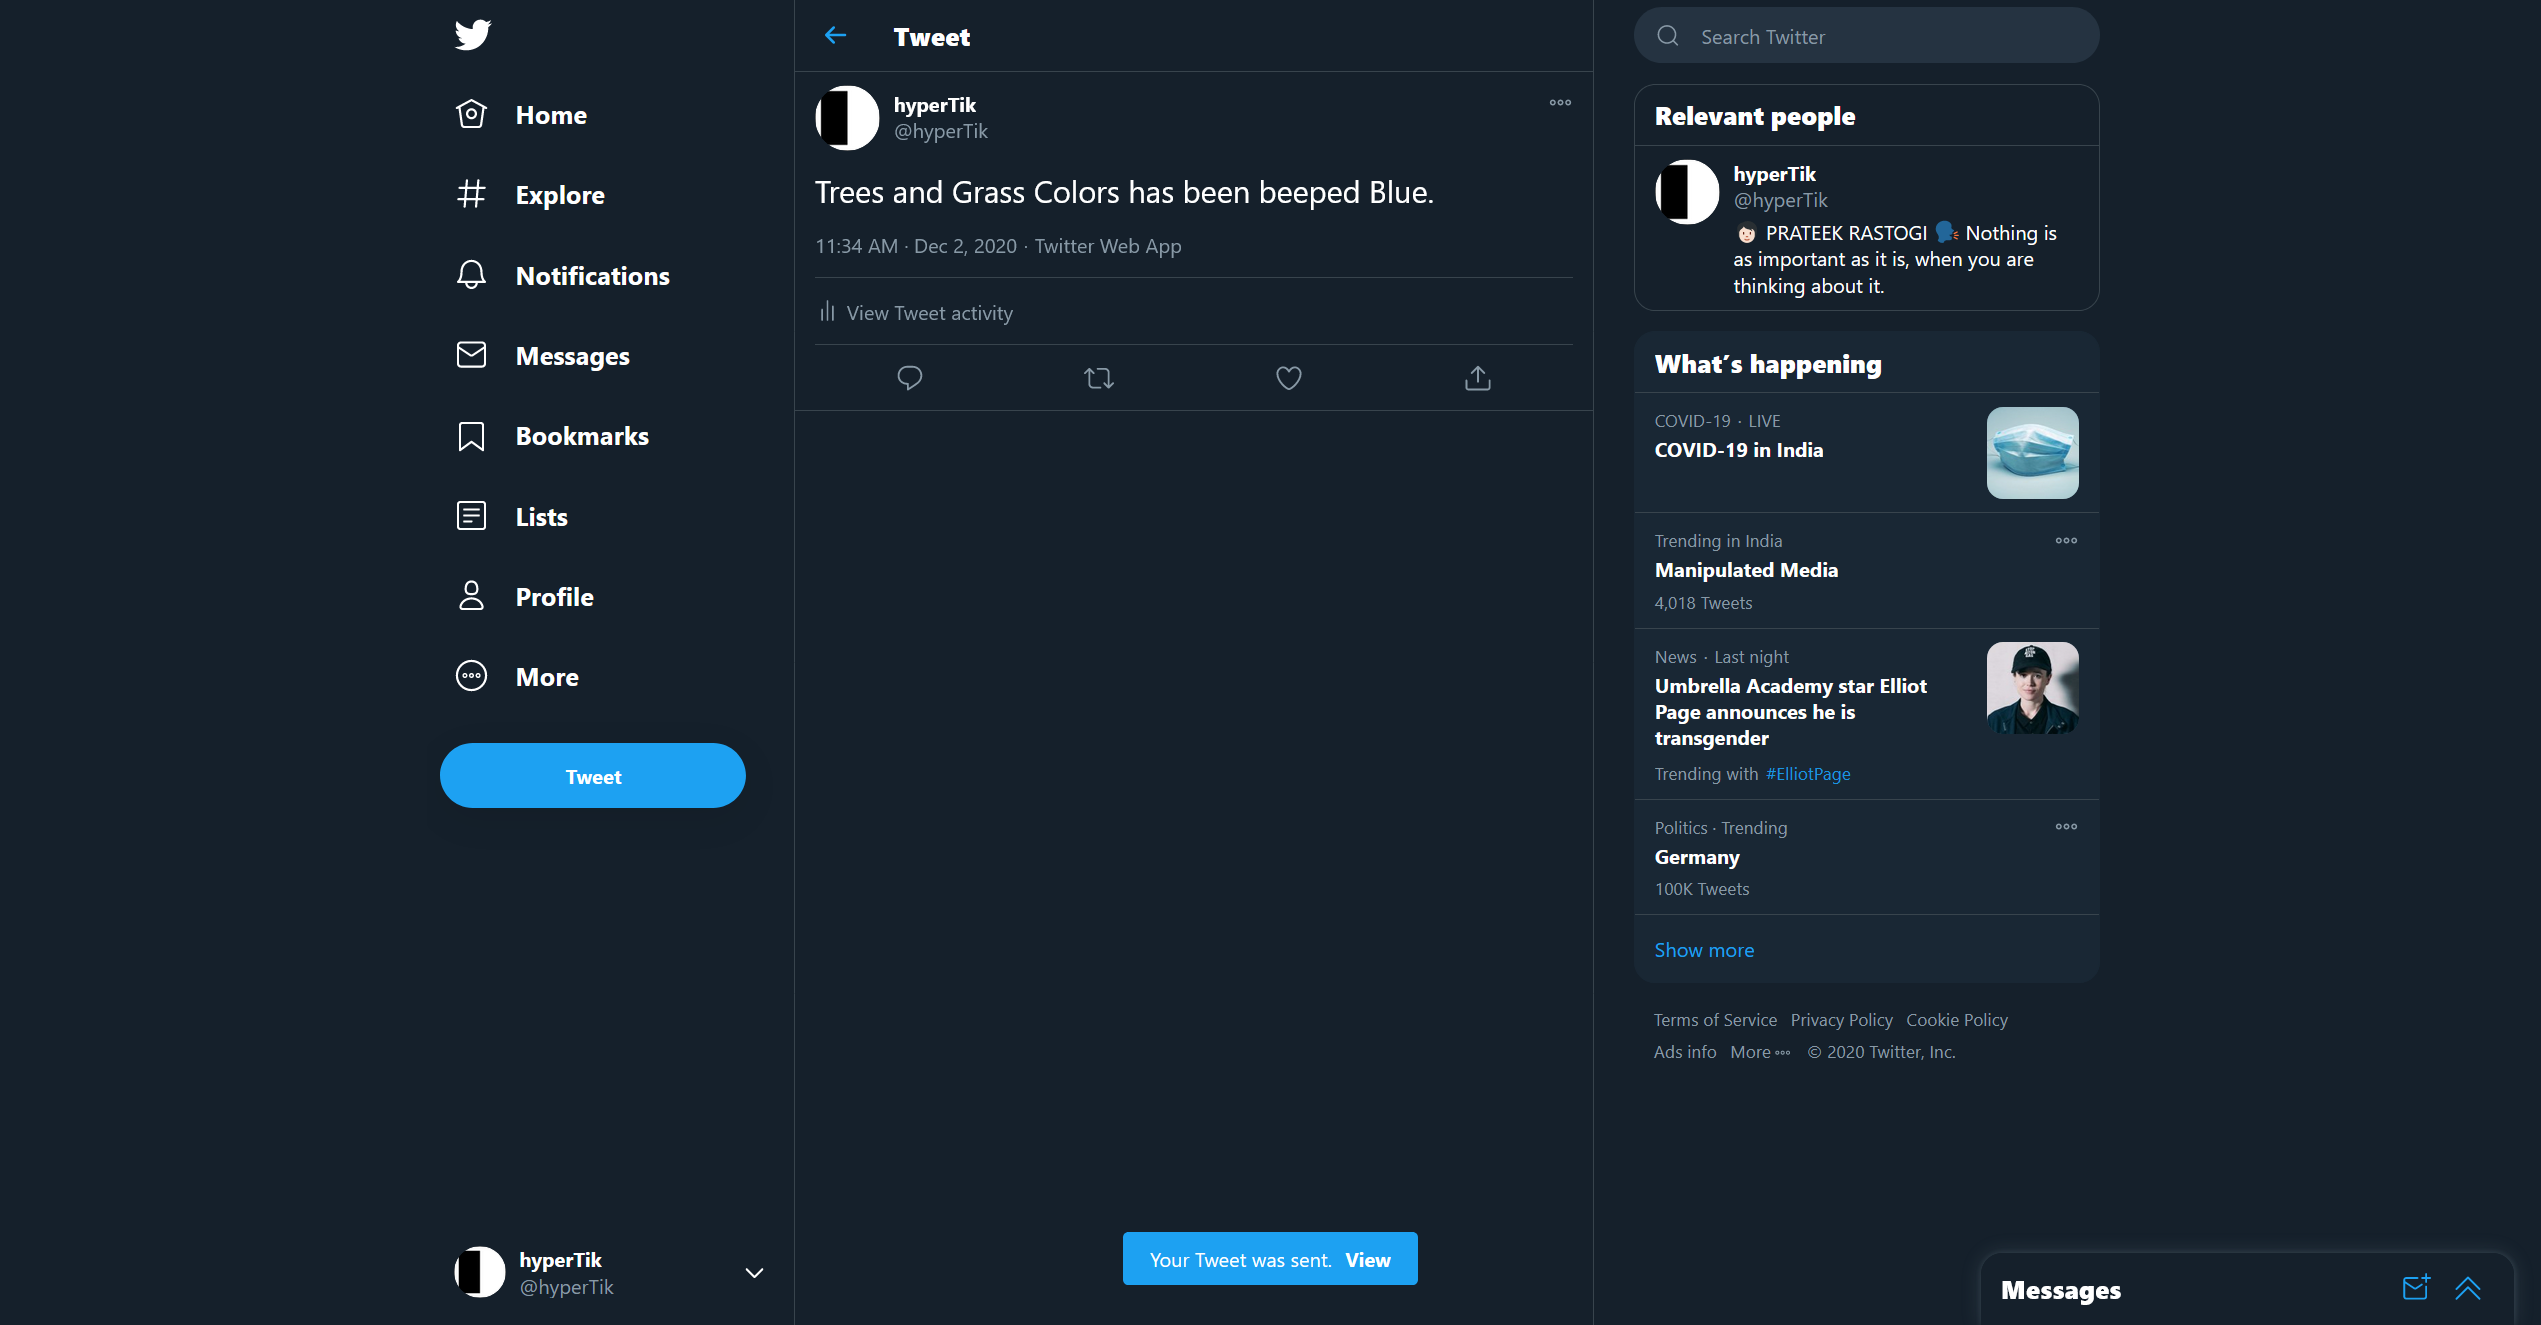 Home
Explore
Notifications
Messages
Bookmarks
Lists
Profile
More
Tweet
hyperTik
@hyperTik
Tweet
hyperTik
@hyperTik
Trees and Grass Colors has been beeped Blue.
11:34 AM · Dec 2, 2020 · Twitter Web App
View Tweet activity
Your Tweet was sent. View
Search Twitter
Relevant people
hyperTik
@hyperTik
PRATEEK RASTOGI Nothing is
as important as it is, when you are
thinking about it.
What's happening
COVID-19 · LIVE
COVID-19 in India
Trending in India
Manipulated Media
4,018 Tweets
News · Last night
Umbrella Academy star Elliot
Page announces he is
transgender
Trending with #ElliotPage
Politics · Trending
Germany
100K Tweets
Show more
Terms of Service Privacy Policy Cookie Policy
Ads info More © 2020 Twitter, Inc.
Messages